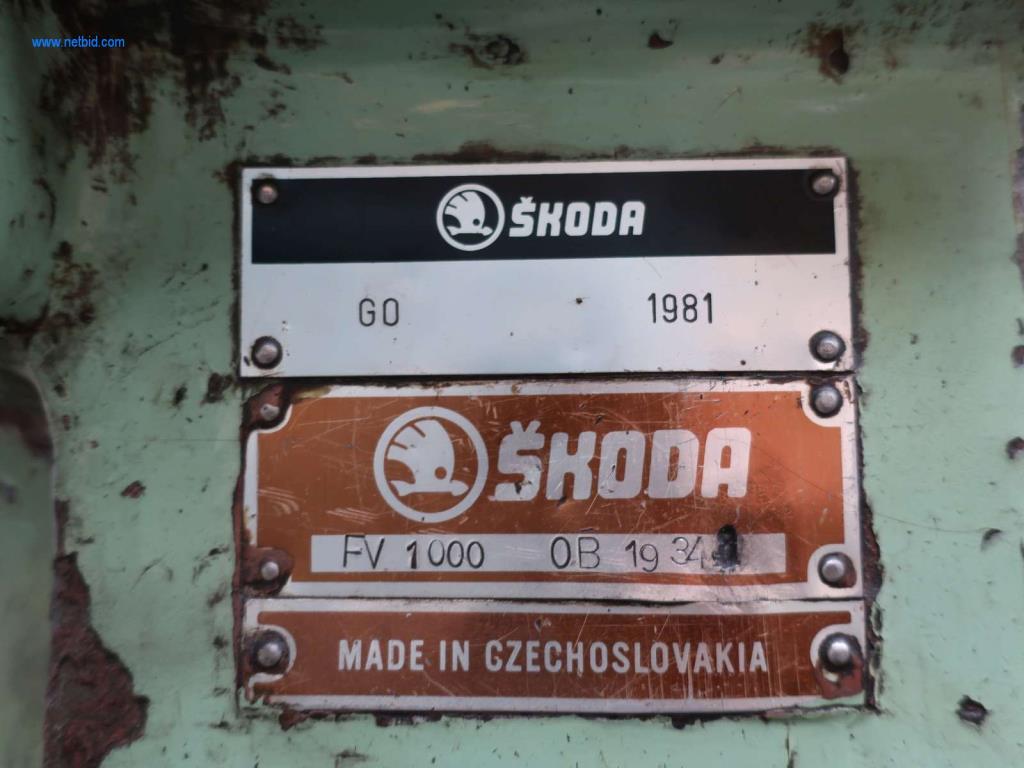 www.netbid.com
ŠKODA
GO 1981
ŠKODA
FV 1000 OB 19 34
MADE IN CZECHOSLOVAKIA